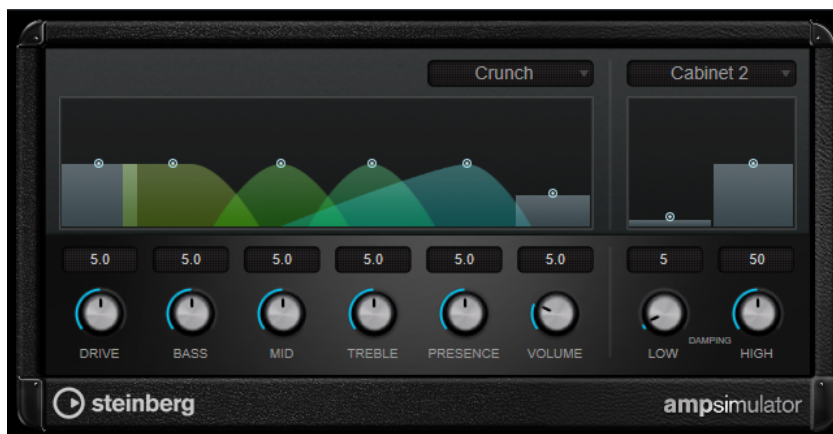 Crunch Cabinet 2
5.0 5.0 5.0 5.0 5.0 5.0 5 50
DRIVE BASS MID TREBLE PRESENCE VOLUME LOW DAMPING HIGH
steinberg ampsimulator